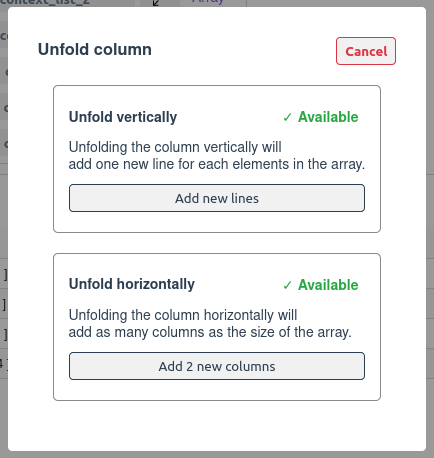 context_list_2
Array
Unfold column
Cancel
Unfold vertically
✓ Available
Unfolding the column vertically will
add one new line for each elements in the array.
Add new lines
Unfold horizontally
✓ Available
Unfolding the column horizontally will
add as many columns as the size of the array.
Add 2 new columns
]
]
]
4 ]